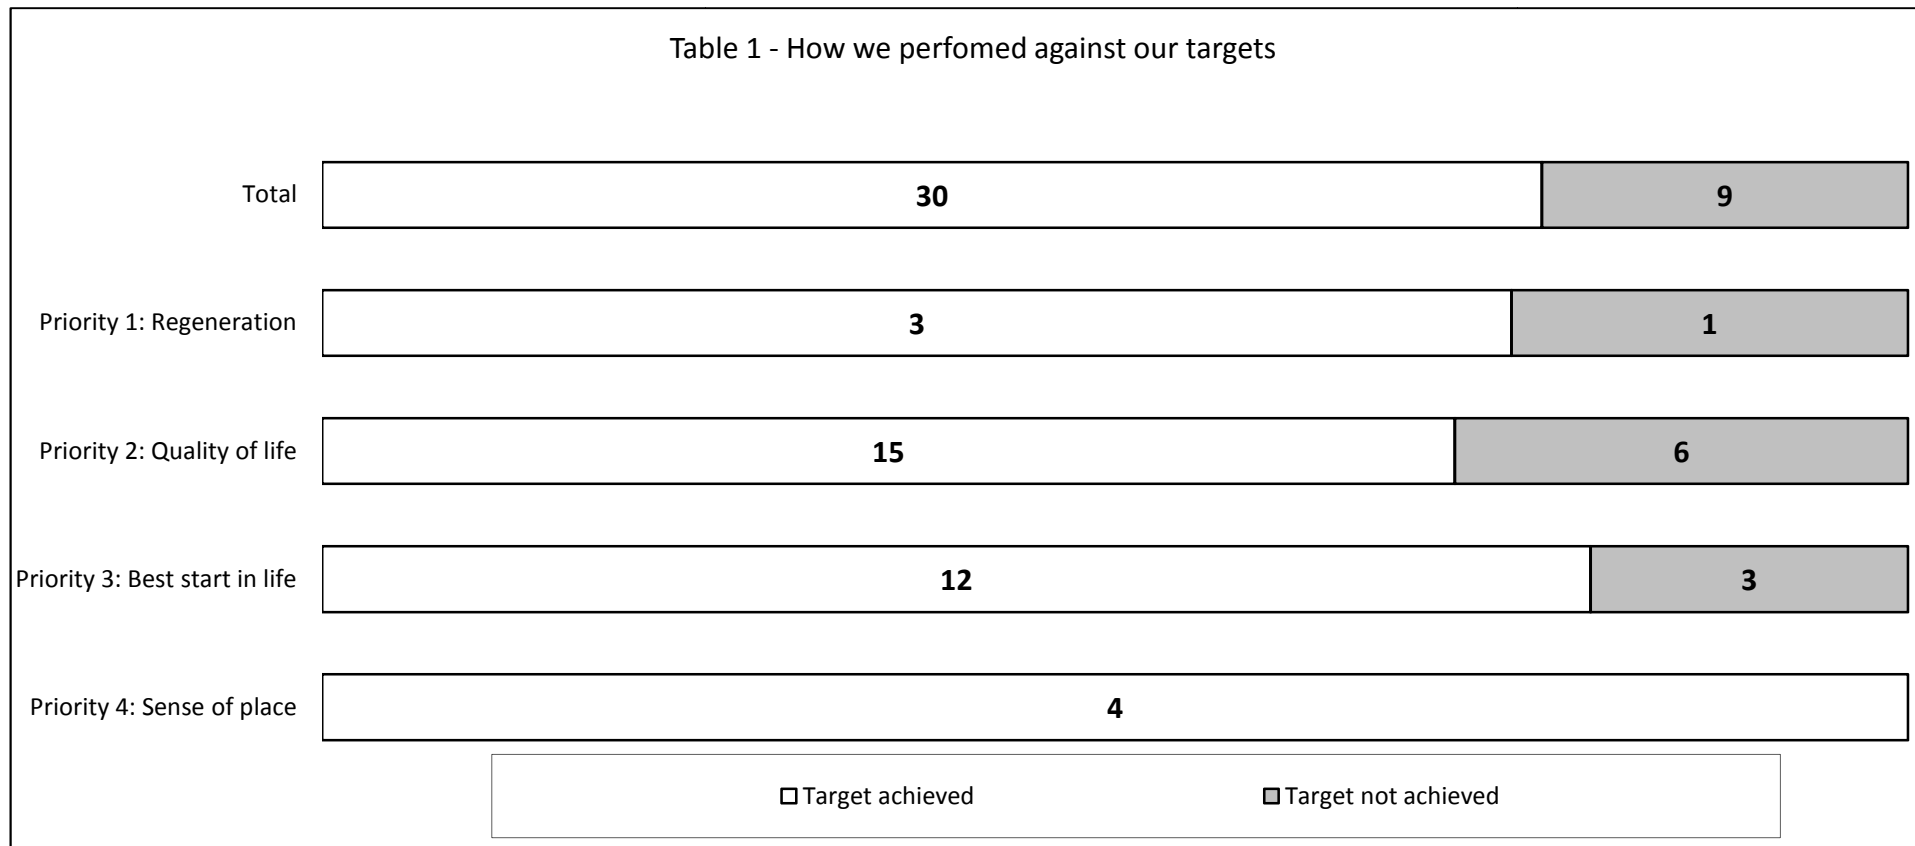 Table 1 - How we perfomed against our targets
Total 30 9
Priority 1: Regeneration 3 1
Priority 2: Quality of life 15 6
Priority 3: Best start in life 12 3
Priority 4: Sense of place 4
Target achieved Target not achieved